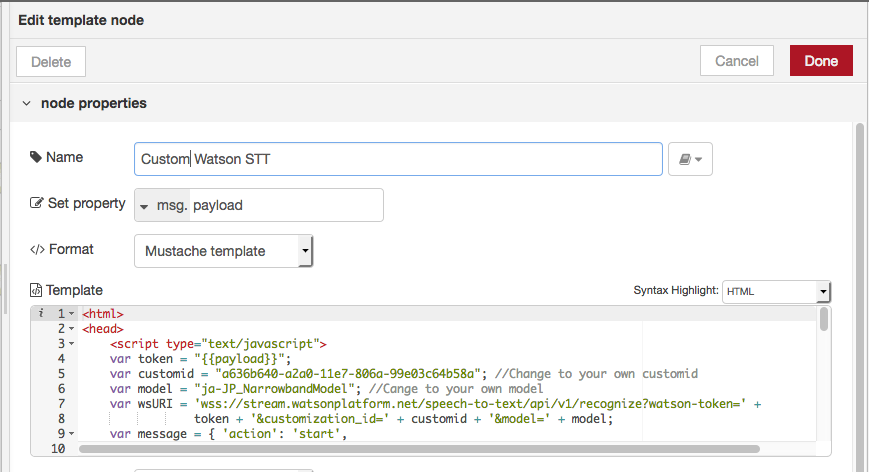 Edit template node
Delete
Cancel
Done
node properties
Name
Custom Watson STT
Set property
msg. payload
</> Format
Mustache template
Template
Syntax Highlight: HTML
i 1 <html>
2 <head>
3 <script type="text/javascript">
4 var token = "{{payload}}";
5 var customid = "a636b640-a2a0-11e7-806a-99e03c64b58a"; //Change to your own customid
6 var model = "ja-JP_NarrowbandModel"; //Cange to your own model
7 var wsURI = 'wss://stream.watsonplatform.net/speech-to-text/api/v1/recognize?watson-token=' +
8 token + '&customization_id=' + customid + '&model=' + model;
9 var message = { 'action': 'start',
10